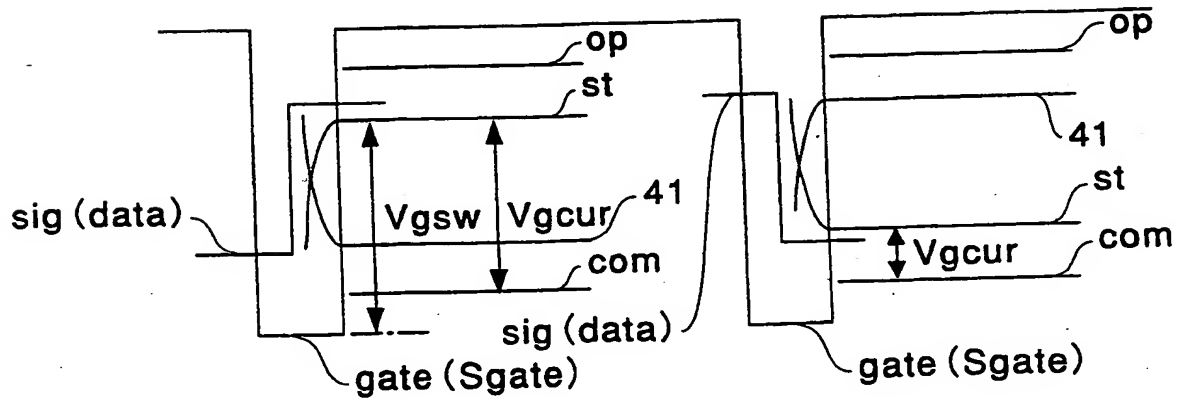 op
st
41
sig (data)
Vgsw
Vgcur
com
gate (Sgate)
op
41
st
sig (data)
Vgcur
com
gate (Sgate)